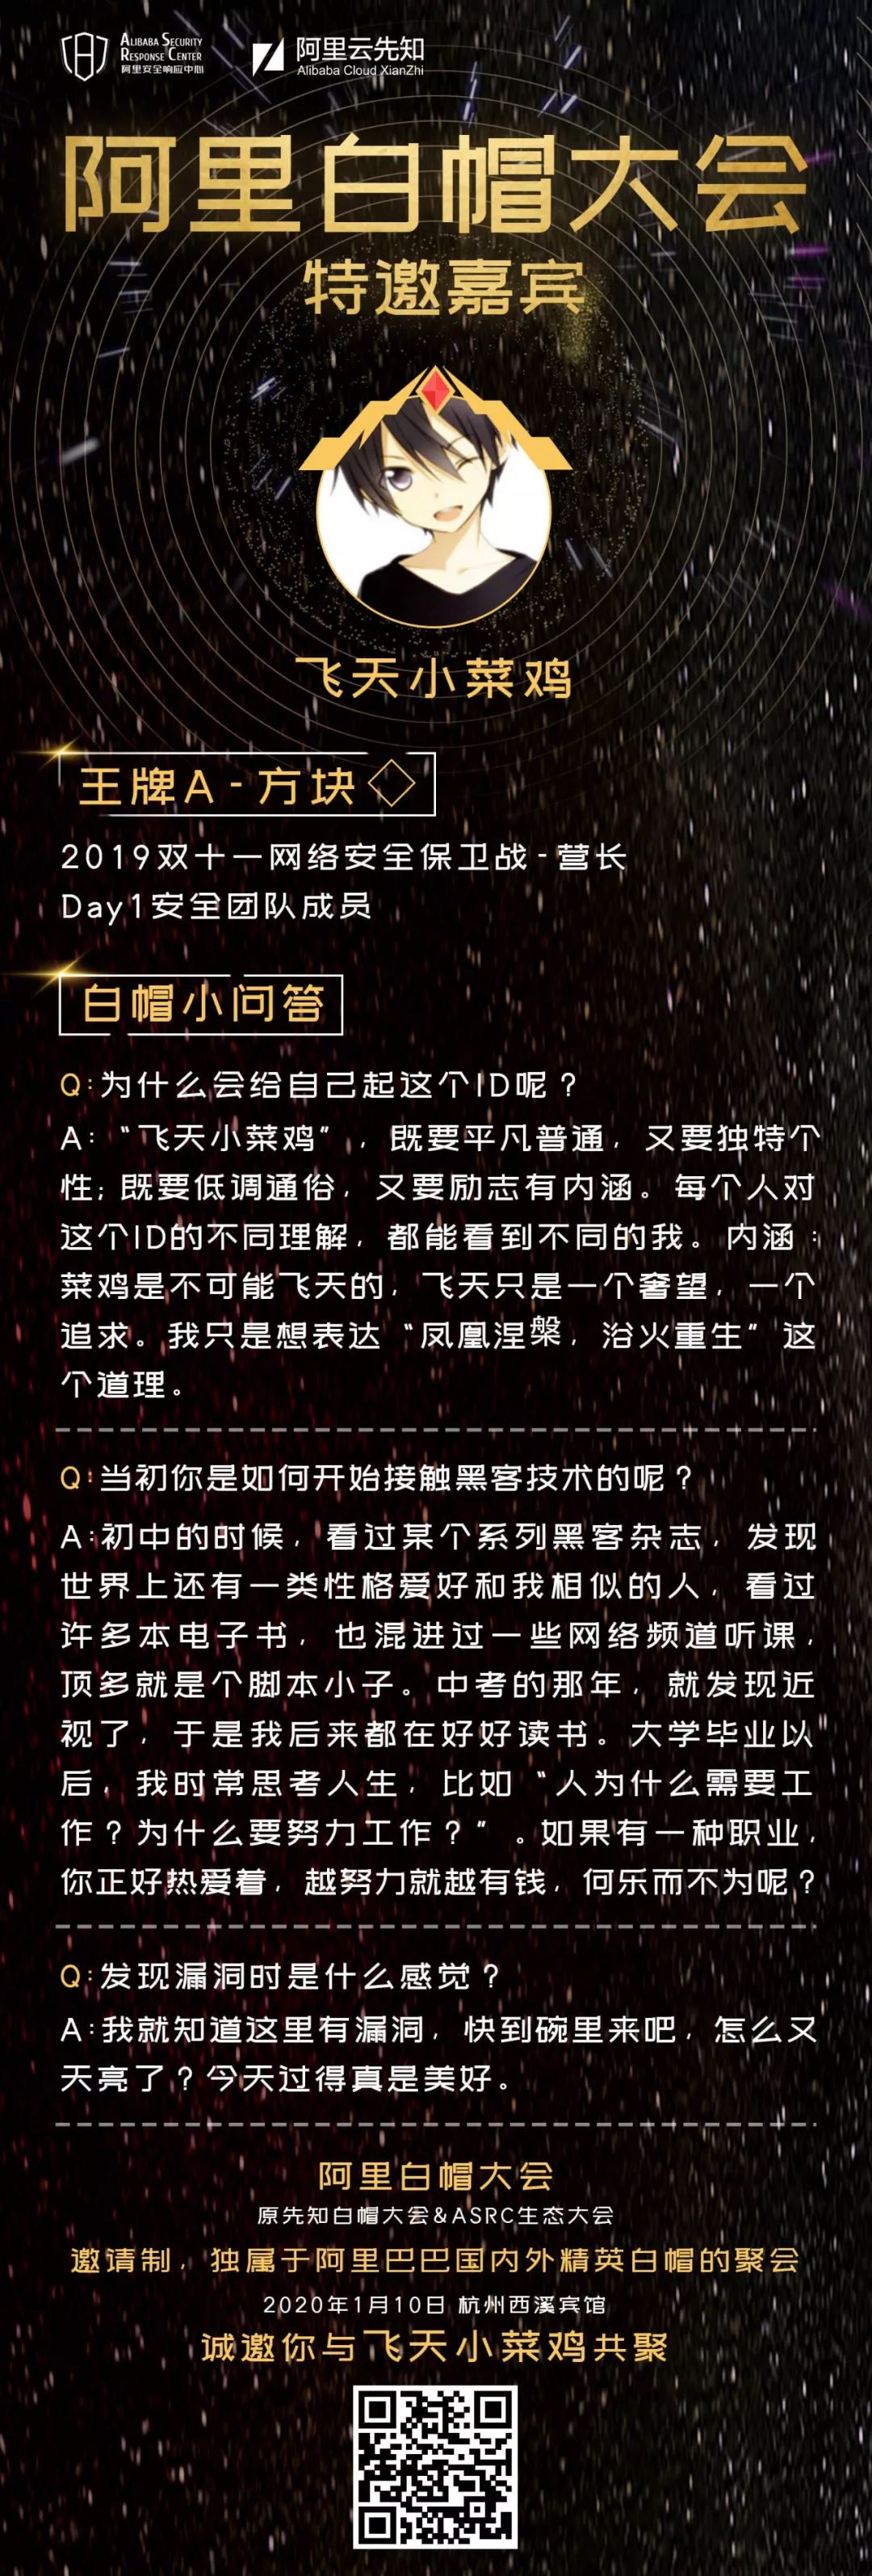 ALIBABA SECURITY
RESPONSE CENTER
阿里安全响应中心
阿里云先知
Alibaba Cloud XianZhi
阿里白帽大会
特邀嘉宾
飞天小菜鸡
王牌A-方块
2019双十一网络安全保卫战-营长
Day1安全团队成员
白帽小问答
Q:为什么会给自己起这个ID呢？
A：“飞天小菜鸡”，既要平凡普通，又要独特个
性；既要低调通俗，又要励志有内涵。每个人对
这个ID的不同理解，都能看到不同的我。内涵：
菜鸡是不可能飞天的，飞天只是一个奢望，一个
追求。我只是想表达“凤凰涅槃，浴火重生”这
个道理。
Q:当初你是如何开始接触黑客技术的呢？
A:初中的时候，看过某个系列黑客杂志，发现
世界上还有一类性格爱好和我相似的人，看过
许多本电子书，也混进过一些网络频道听课，
顶多就是个脚本小子。中考的那年，就发现近
视了，于是我后来都在好好读书。大学毕业以
后，我时常思考人生，比如“人为什么需要工
作？为什么要努力工作？”。如果有一种职业，
你正好热爱着，越努力就越有钱，何乐而不为呢？
Q:发现漏洞时是什么感觉？
A:我就知道这里有漏洞，快到碗里来吧，怎么又
天亮了？今天过得真是美好。
阿里白帽大会
原先知白帽大会&ASRC生态大会
邀请制，独属于阿里巴巴国内外精英白帽的聚会
2020年1月10日 杭州西溪宾馆
诚邀你与飞天小菜鸡共聚